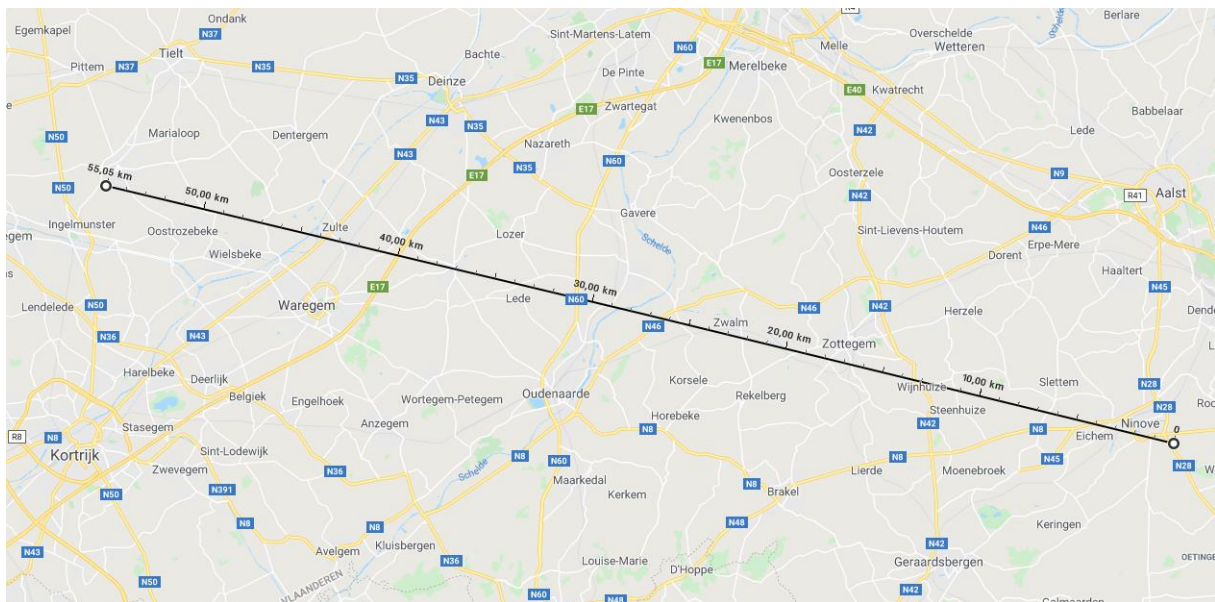 Egemkapel
Ondank
N37
R4
Berlare
Overschelde
Wetteren
Tielt
Sint-Martens-Latem
N60
Melle
Bachte
Pittem
N37
N35
N35
Deinze
De Pinte
E17
Merelbeke
E40
Kwatrecht
Zwartegat
E17
Babbelaar
N43
N35
Kwenenbos
N42
Lede
N50
Marialoop
Dentergem
N43
Nazareth
N60
N35
E17
Oosterzele
N9
55,05 km
50,00 km
N50
N42
R41
Aalst
Gavere
Ingelmunster
Oostrozebeke
Zulte
40,00 km
Lozer
Schelde
Sint-Lievens-Houtem
N46
Erpe-Mere
Wielsbeke
Dorent
Haaltert
E17
30,00 km
N45
Lendelede
N50
Waregem
Lede
N60
N46
N42
Herzele
N36
N43
N46
Zwalm
20,00 km
Zottegem
Harelbeke
Deerlijk
Korsele
Wijnhuize
10,00 km
Slettem
N28
Belgiek
Engelhoek
Wortegem-Petegem
Oudenaarde
Rekelberg
Steenhuize
N28
R8
N8
Stasegem
Anzegem
Horebeke
N42
N8
Eichem
Ninove
0
N8
Kortrijk
Sint-Lodewijk
N8
N60
N8
N45
N28
Zwevegem
N36
Schelde
Maarkedal
Lierde
Moenebroek
N50
N391
Kerkem
N8
Brakel
N8
N8
N48
Keringen
N43
Avelgem
Kluisbergen
N36
Louise-Marie
D'Hoppe
N42
Geraardsbergen
N50
VLAANDEREN
N60
N48
N42